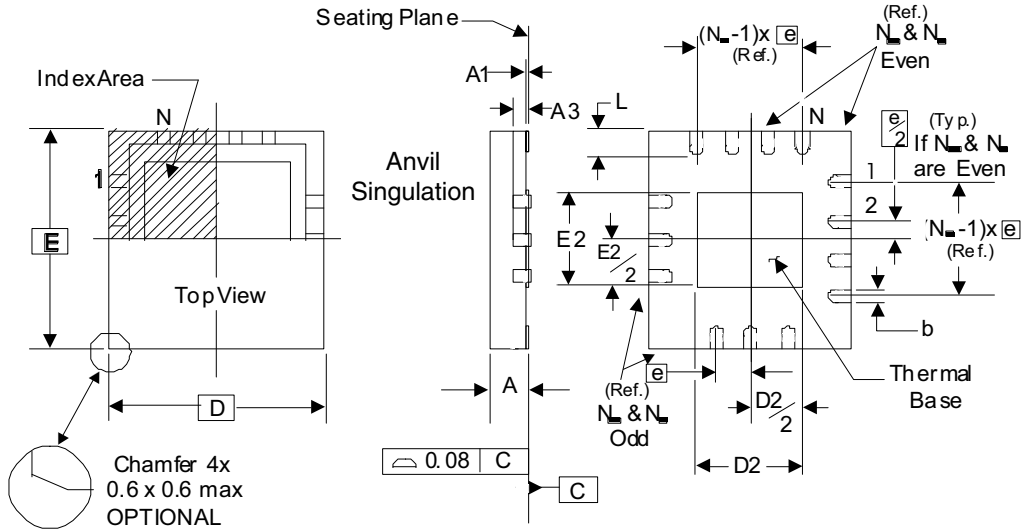 Seating Plane
Index Area
N
1
E
Top View
D
Chamfer 4x
0.6 x 0.6 max
OPTIONAL
A1
A3
Anvil
Singulation
A
0.08 C
C
L
E2
E2
2
(N -1)x e
(Ref.)
(Ref.)
N & N
Even
N
e
2
(Typ.)
If N & N
are Even
1
2
(N -1)x e
(Ref.)
b
Thermal
Base
e
D2
2
D2
(Ref.)
N & N
Odd